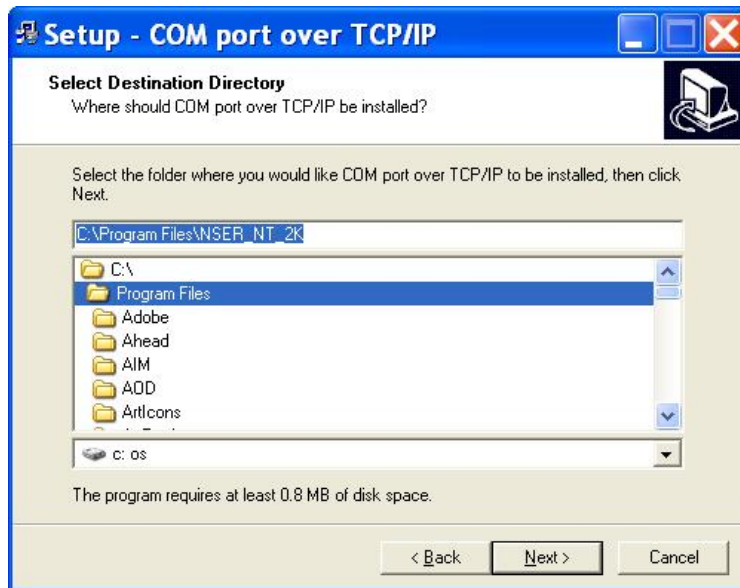 Setup - COM port over TCP/IP
Select Destination Directory
Where should COM port over TCP/IP be installed?
Select the folder where you would like COM port over TCP/IP to be installed, then click
Next.
C:\Program Files\NSER_NT_2K
C:\
Program Files
Adobe
Ahead
AIM
AOD
ArtIcons
c: os
The program requires at least 0.8 MB of disk space.
< Back Next > Cancel